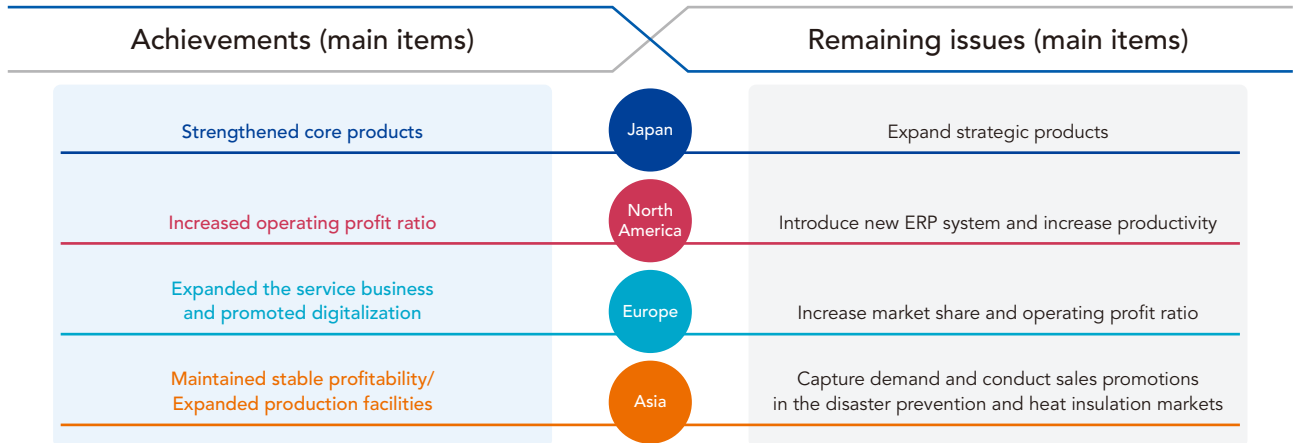 Achievements (main items)
Remaining issues (main items)
Strengthened core products
Japan
Expand strategic products
Increased operating profit ratio
North
America
Introduce new ERP system and increase productivity
Expanded the service business
and promoted digitalization
Europe
Increase market share and operating profit ratio
Maintained stable profitability/
Expanded production facilities
Asia
Capture demand and conduct sales promotions
in the disaster prevention and heat insulation markets